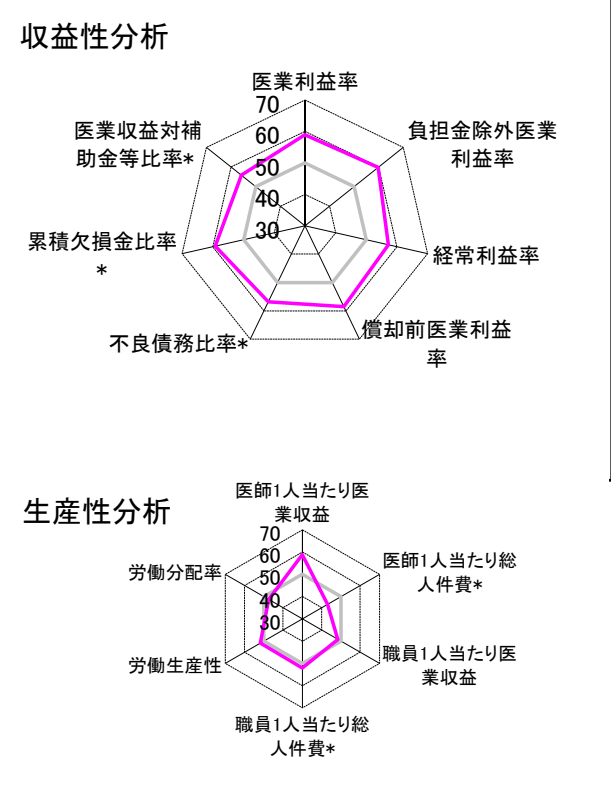 収益性分析
医業利益率
70
60
50
40
30
負担金除外医業
利益率
経常利益率
償却前医業利益
率
不良債務比率*
累積欠損金比率
*
医業収益対補
助金等比率*
生産性分析
医師1人当たり医
業収益
70
60
50
40
30
医師1人当たり総
人件費*
職員1人当たり医
業収益
職員1人当たり総
人件費*
労働生産性
労働分配率